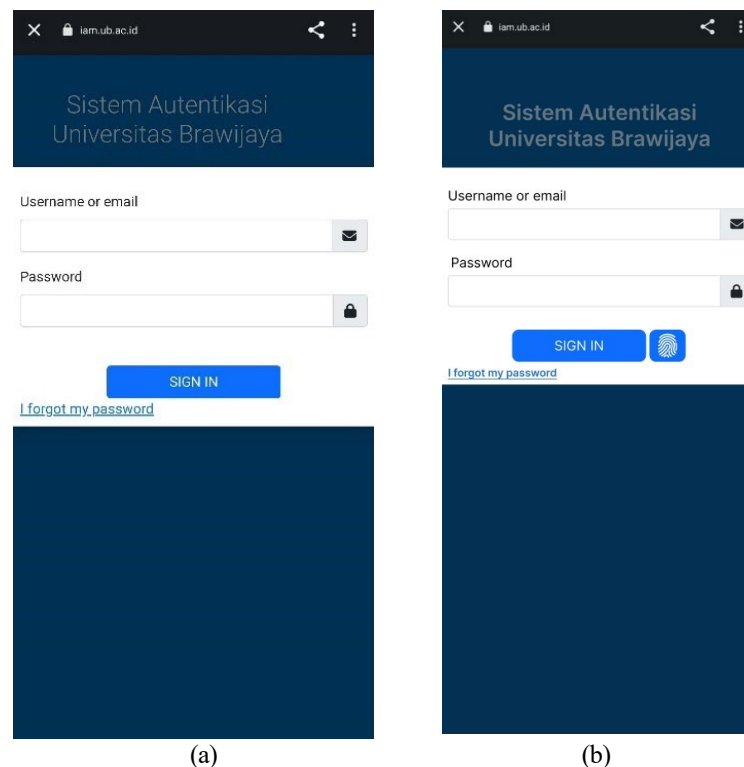 iam.ub.ac.id
Sistem Autentikasi
Universitas Brawijaya
Username or email
Password
SIGN IN
I forgot my password
(a)
iam.ub.ac.id
Sistem Autentikasi
Universitas Brawijaya
Username or email
Password
SIGN IN
I forgot my password
(b)